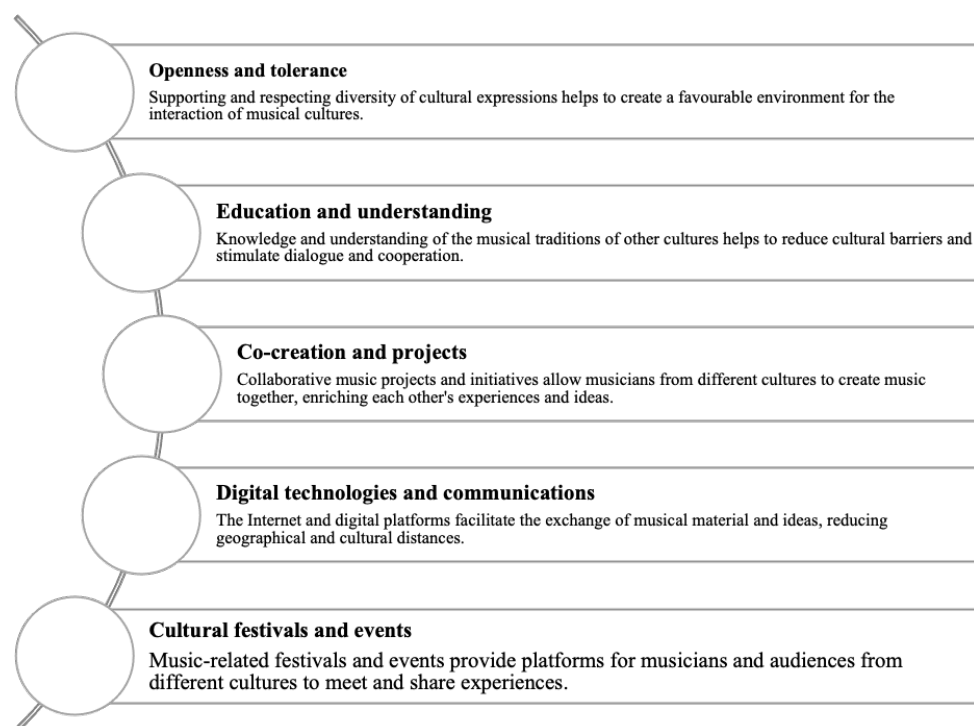 Openness and tolerance
Supporting and respecting diversity of cultural expressions helps to create a favourable environment for the
interaction of musical cultures.
Education and understanding
Knowledge and understanding of the musical traditions of other cultures helps to reduce cultural barriers and
stimulate dialogue and cooperation.
Co-creation and projects
Collaborative music projects and initiatives allow musicians from different cultures to create music
together, enriching each other's experiences and ideas.
Digital technologies and communications
The Internet and digital platforms facilitate the exchange of musical material and ideas, reducing
geographical and cultural distances.
Cultural festivals and events
Music-related festivals and events provide platforms for musicians and audiences from
different cultures to meet and share experiences.